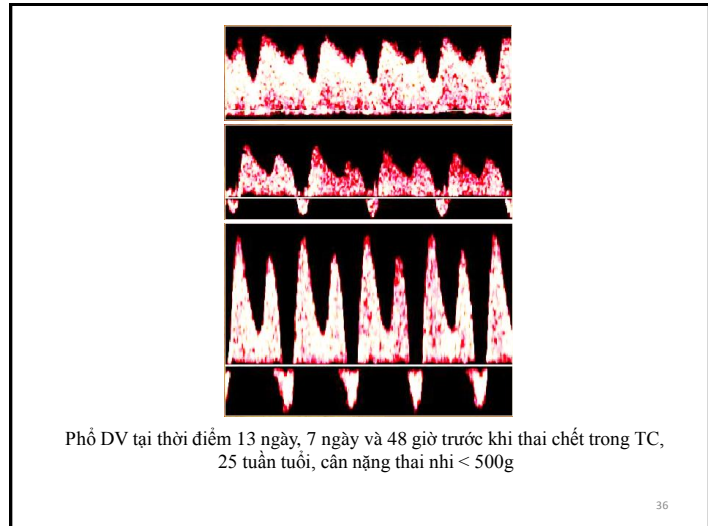 Phổ DV tại thời điểm 13 ngày, 7 ngày và 48 giờ trước khi thai chết trong TC,
25 tuần tuổi, cân nặng thai nhi < 500g
36